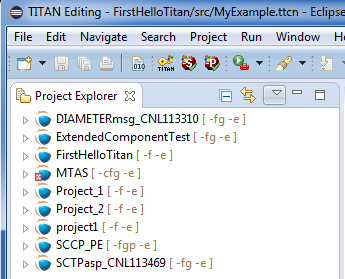 TITAN Editing - FirstHelloTitan/src/MyExample.ttcn - Eclipse
File Edit Navigate Search Project Run Window
010 TITAN S P
Project Explorer
DIAMETERmsg_CNL113310 [ -fg -e ]
ExtendedComponentTest [ -fg -e ]
FirstHelloTitan [ -f -e ]
MTAS [ -cfg -e ]
Project_1 [ -f -e ]
Project_2 [ -f -e ]
project1 [ -f -e ]
SCCP_PE [ -fgp -e ]
SCTPasp_CNL113469 [ -fg -e ]